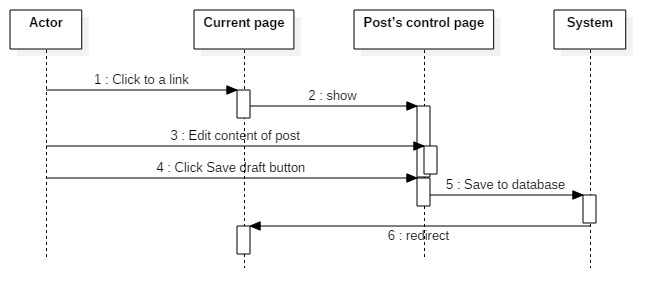 Actor
Current page
Post's control page
System
1 : Click to a link
2 : show
3 : Edit content of post
4 : Click Save draft button
5 : Save to database
6 : redirect